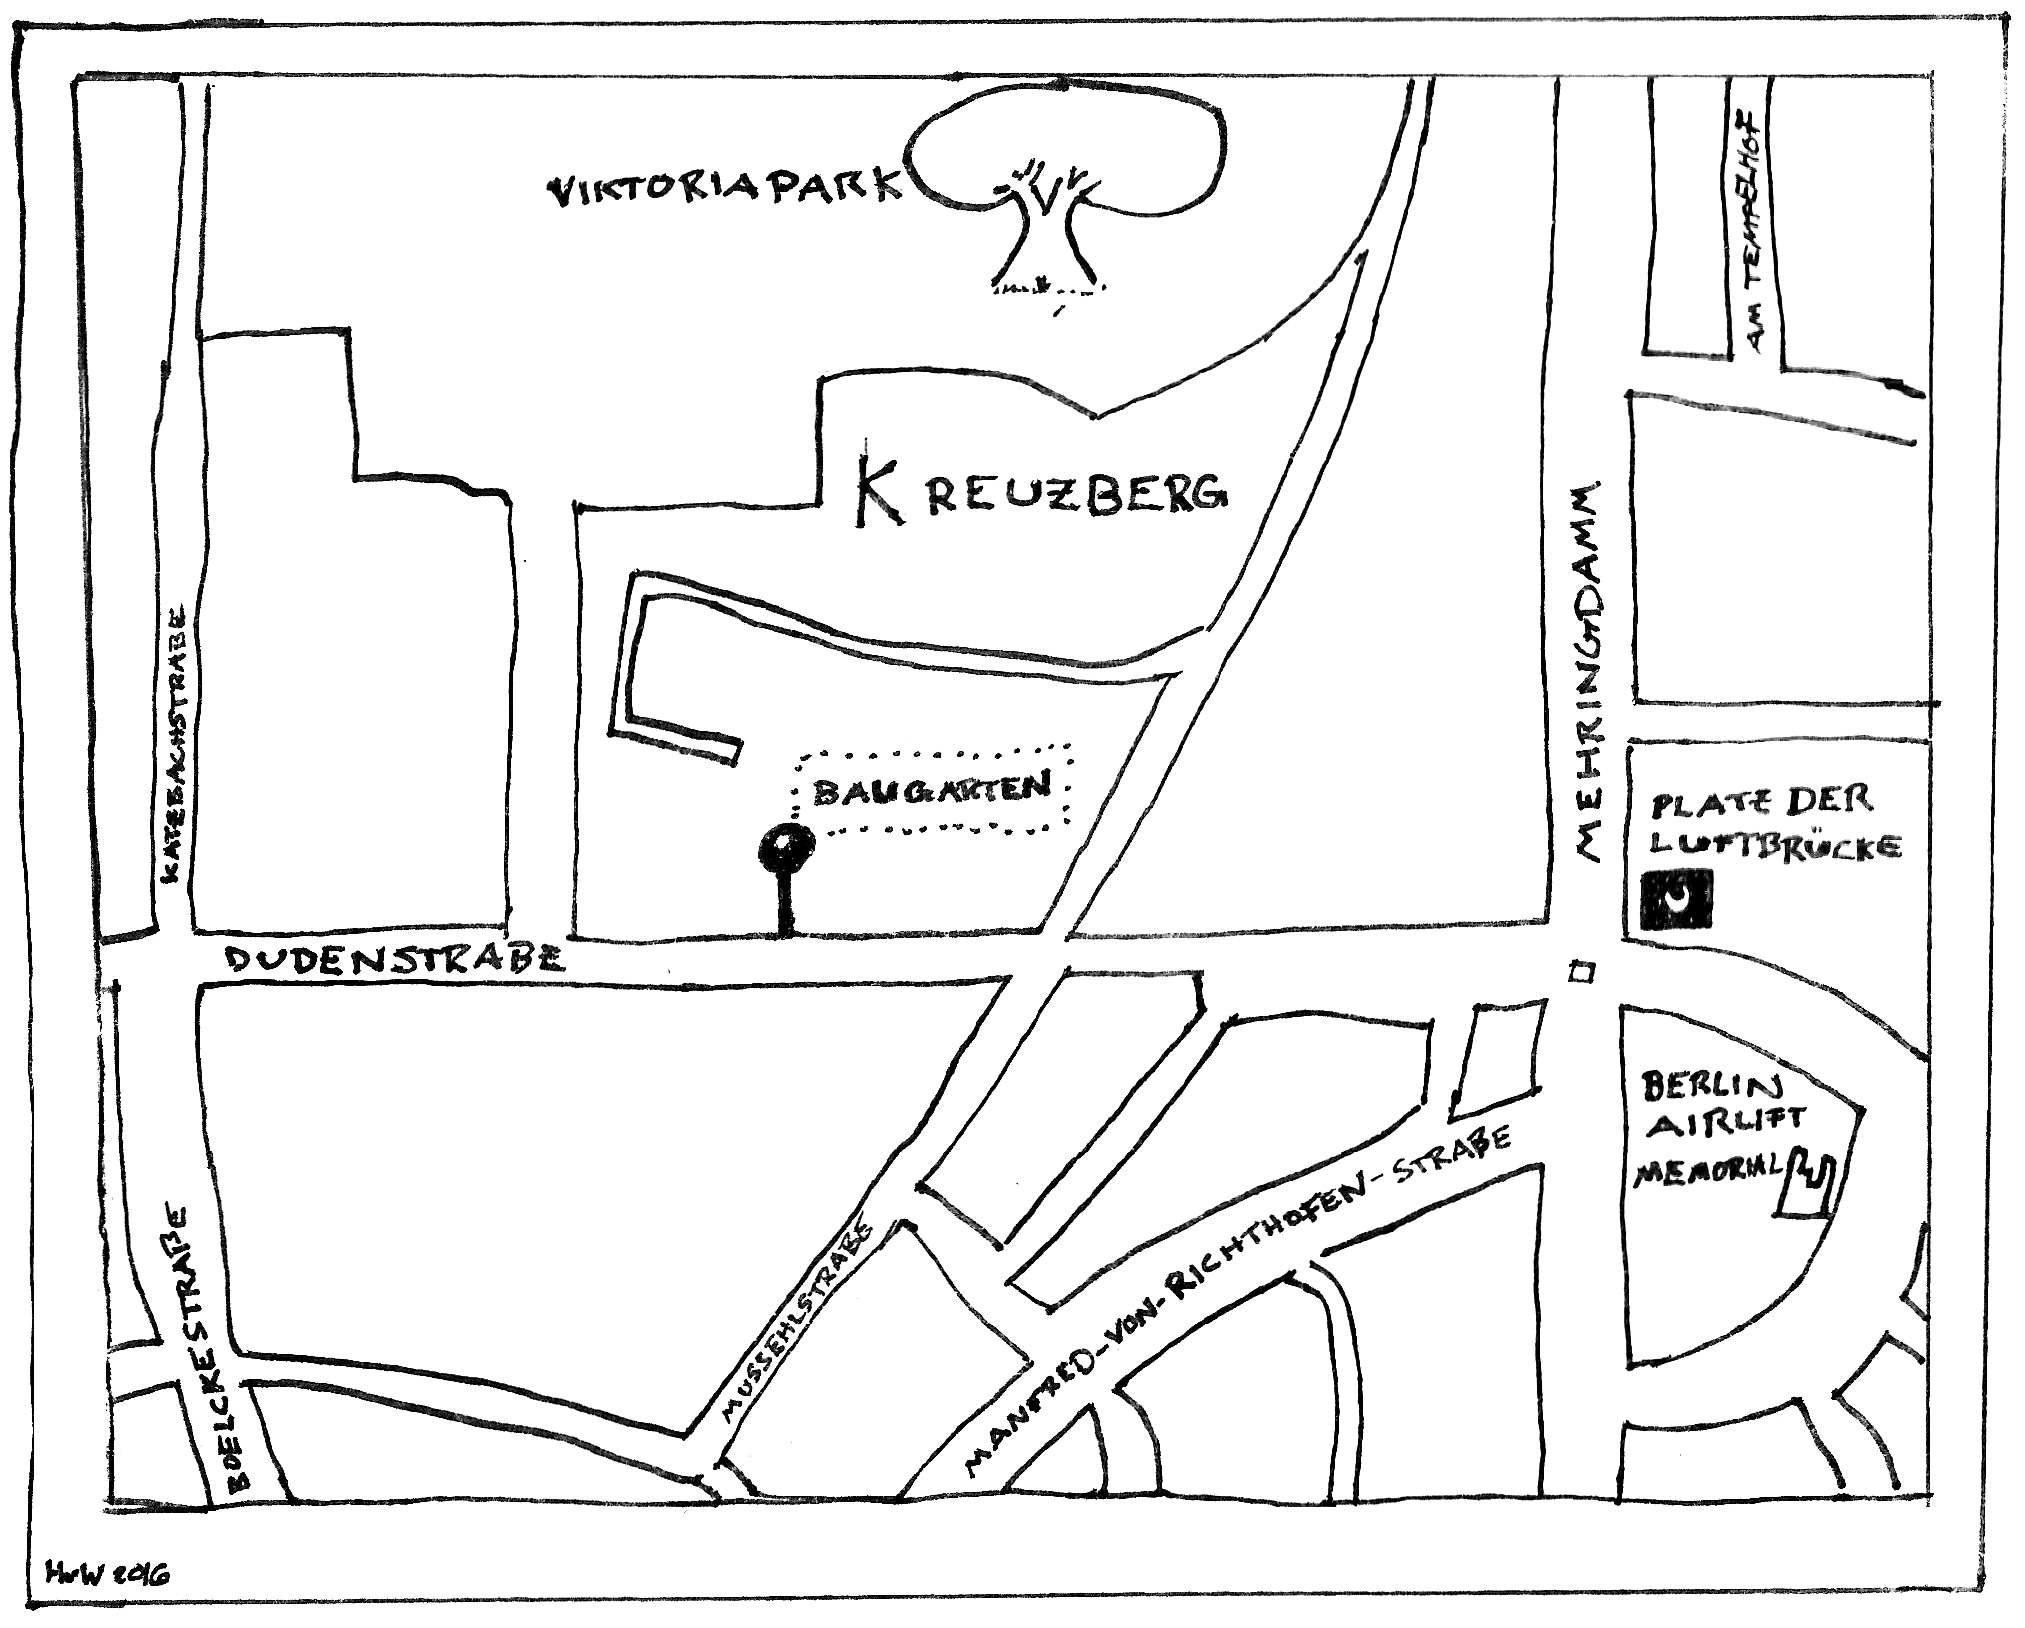 VIKTORIAPARK
AM TEMPELHOF
KREUZBERG
MEHRINGDAMM
KATZBACHSTRAßE
BAUGARTEN
PLATZ DER
LUFTBRÜCKE
DUDENSTRAßE
BERLIN
AIRLIFT
MEMORIAL
MANFRED-VON-RICHTHOFEN-STRAßE
MUSSEHLSTRAßE
BOELCKESTRAßE
HvW 2016